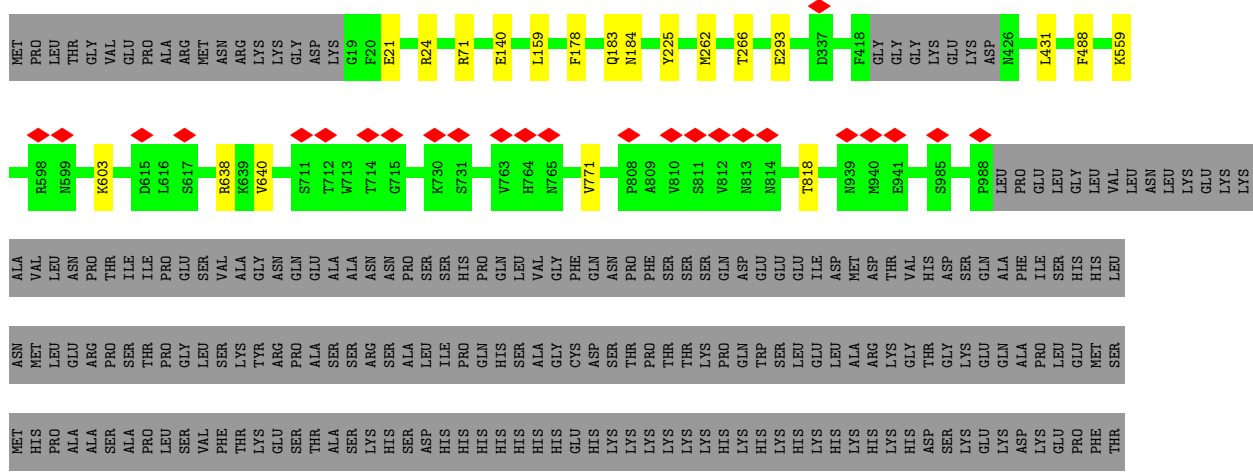 MET PRO LEU THR GLY VAL GLU PRO ALA ARG MET ASN ARG LYS LYS GLY ASP LYS G19 F20 E21 R24 R71 E140 L159 F178 Q183 N184 Y225 M262 T266 E293 D337 F418 GLY GLY GLY LYS GLU LYS ASP N426 L431 F488 K559
R598 N599 K603 D615 L616 S617 R638 K639 V640 S711 T712 W713 T714 G715 K730 S731 V763 H764 N765 V771 P808 A809 V810 S811 V812 N813 N814 T818 N939 M940 E941 S985 P988 LEU PRO GLU LEU GLY LEU VAL LEU ASN LEU LYS GLU LYS LYS
ALA VAL LEU ASN PRO THR ILE ILE PRO GLU SER VAL ALA GLY ASN GLN GLU ALA ALA ASN ASN PRO SER SER HIS PRO GLN LEU VAL GLY PHE GLN ASN PRO PHE SER SER SER GLN ASP GLU GLU GLU ILE ASP MET ASP THR VAL HIS ASP SER GLN ALA PHE ILE SER HIS HIS LEU
ASN MET LEU GLU ARG PRO SER THR PRO GLY LEU SER LYS TYR ARG PRO ALA SER SER ARG SER ALA LEU ILE PRO GLN HIS SER ALA GLY CYS ASP SER THR PRO THR THR LYS PRO GLN TRP SER LEU GLU LEU ALA ARG LYS GLY THR GLY LYS GLU GLN ALA PRO LEU GLU MET SER
MET HIS PRO ALA ALA SER ALA PRO LEU SER VAL PHE THR LYS GLU SER THR ALA SER LYS HIS SER ASP HIS HIS HIS HIS HIS HIS HIS GLU HIS LYS LYS LYS LYS LYS LYS HIS LYS HIS LYS HIS LYS HIS LYS HIS ASP SER LYS GLU LYS ASP LYS GLU PRO PHE THR